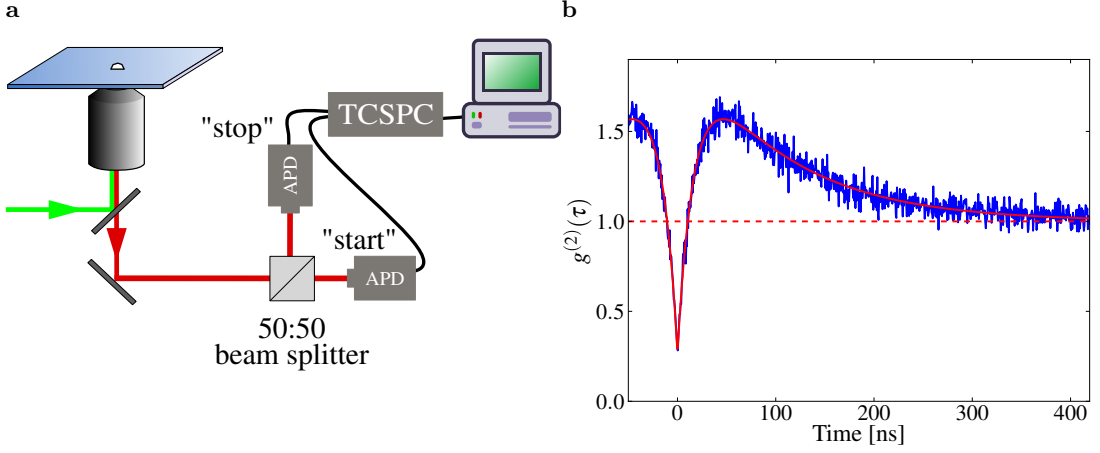 a
"stop"
TCSPC
APD
"start"
APD
50:50
beam splitter
b
g⁽²⁾(τ)
1.5
1.0
0.5
0.0
0 100 200 300 400
Time [ns]